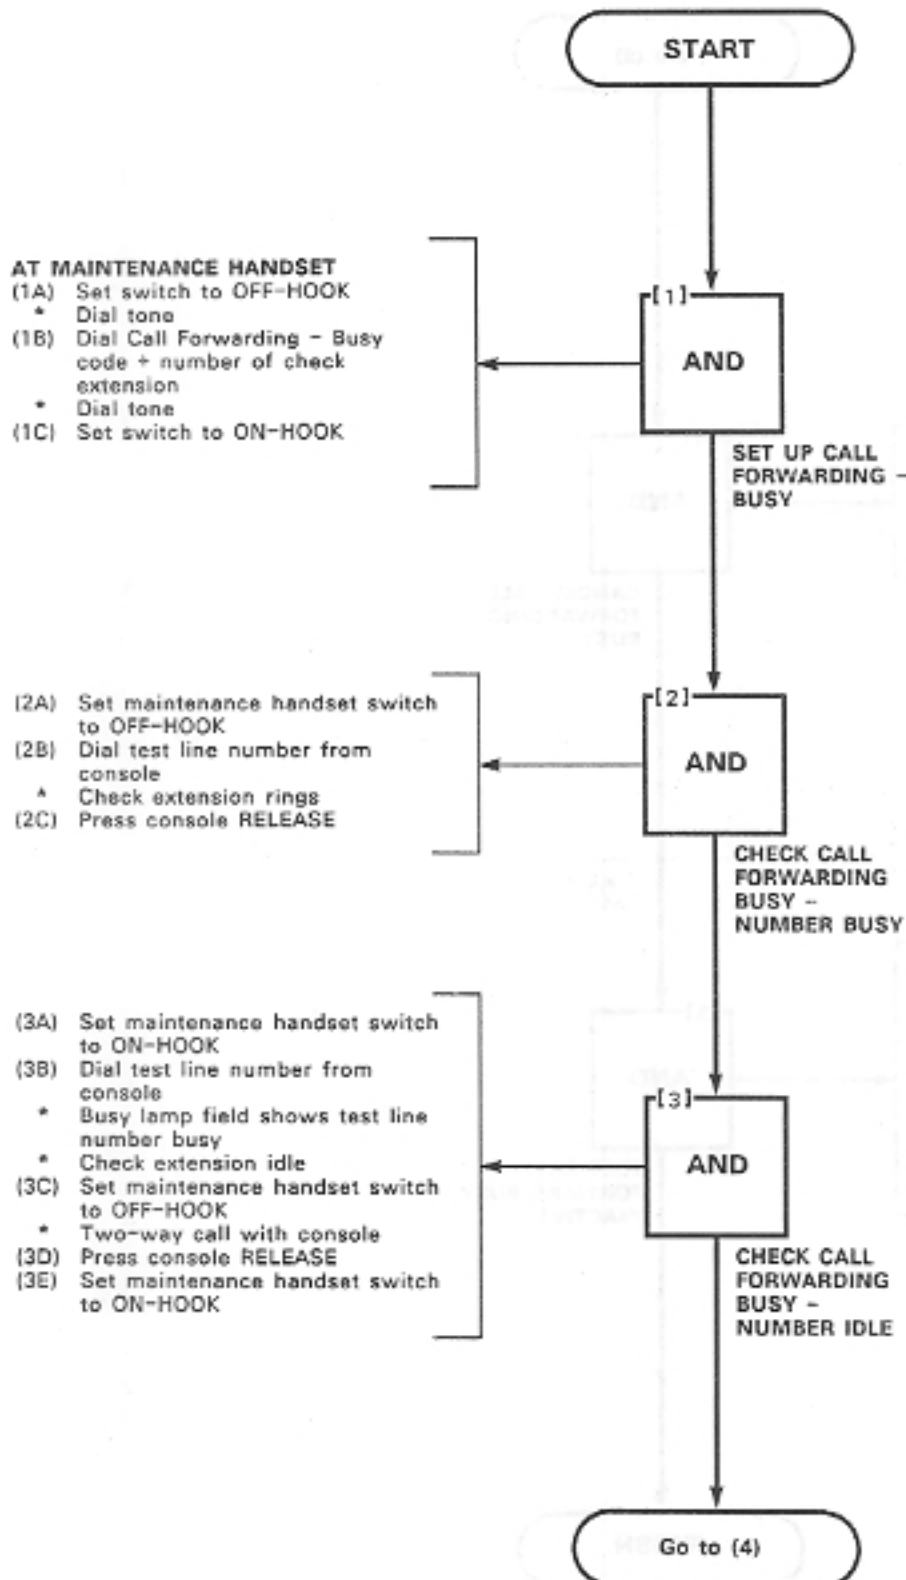 START
AT MAINTENANCE HANDSET
(1A) Set switch to OFF-HOOK
* Dial tone
(1B) Dial Call Forwarding - Busy
code + number of check
extension
* Dial tone
(1C) Set switch to ON-HOOK
[1]
AND
SET UP CALL
FORWARDING -
BUSY
(2A) Set maintenance handset switch
to OFF-HOOK
(2B) Dial test line number from
console
* Check extension rings
(2C) Press console RELEASE
[2]
AND
CHECK CALL
FORWARDING
BUSY -
NUMBER BUSY
(3A) Set maintenance handset switch
to ON-HOOK
(3B) Dial test line number from
console
* Busy lamp field shows test line
number busy
* Check extension idle
(3C) Set maintenance handset switch
to OFF-HOOK
* Two-way call with console
(3D) Press console RELEASE
(3E) Set maintenance handset switch
to ON-HOOK
[3]
AND
CHECK CALL
FORWARDING
BUSY -
NUMBER IDLE
Go to (4)